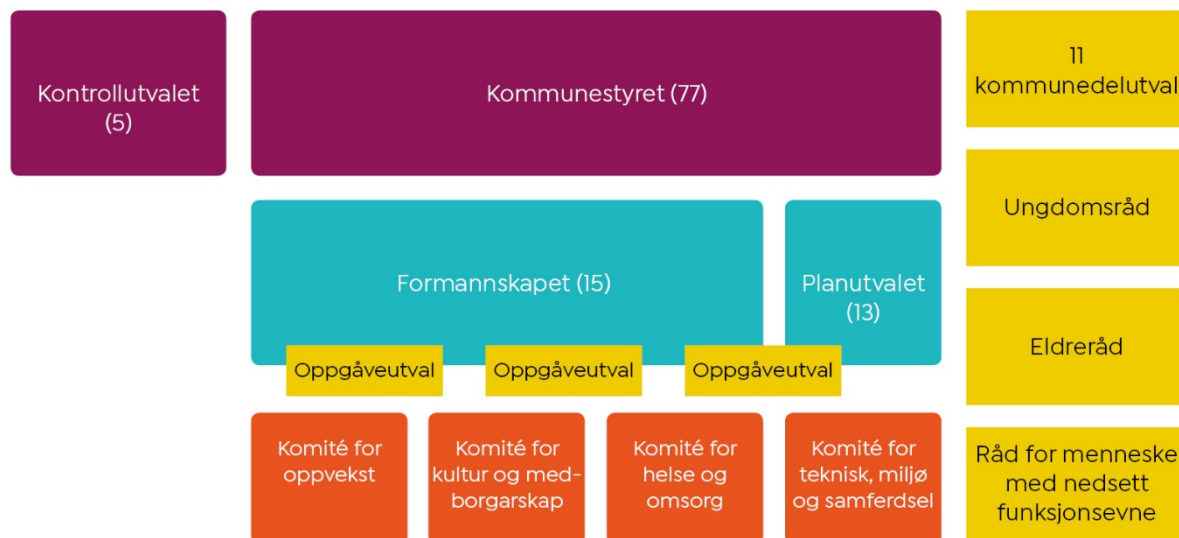 Kontrollutvalet
(5)
Kommunestyret (77)
11
kommunedelutval
Ungdomsråd
Formannskapet (15)
Planutvalet
(13)
Eldreråd
Oppgåveutval
Oppgåveutval
Oppgåveutval
Komité for
oppvekst
Komité for
kultur og med-
borgarskap
Komité for
helse og
omsorg
Komité for
teknisk, miljø
og samferdsel
Råd for menneske
med nedsett
funksjonsevne